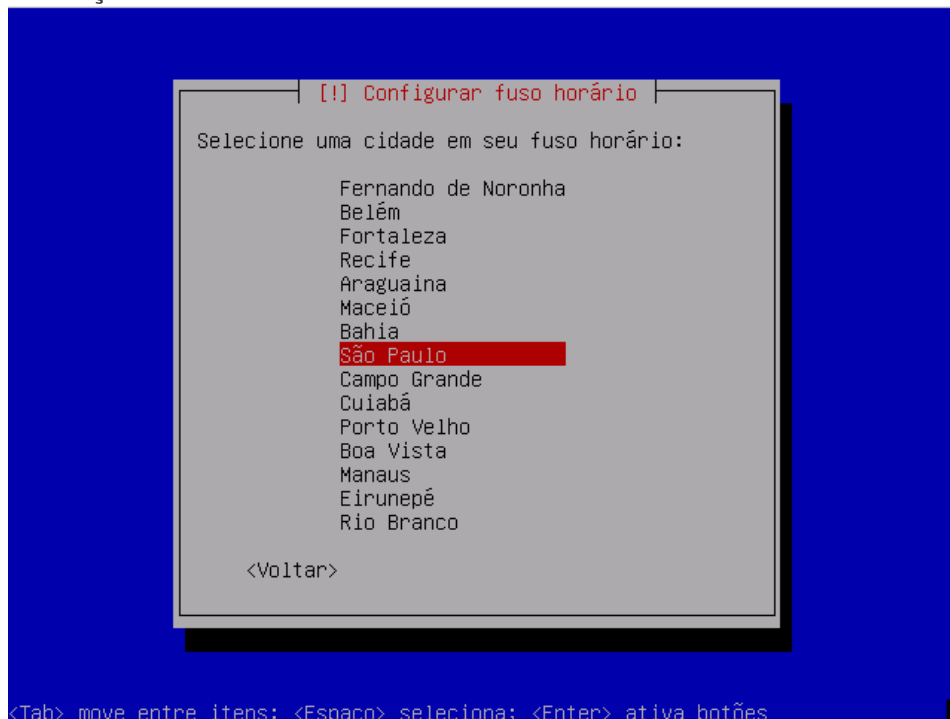 [!] Configurar fuso horário
Selecione uma cidade em seu fuso horário:
Fernando de Noronha
Belém
Fortaleza
Recife
Araguaina
Maceió
Bahia
São Paulo
Campo Grande
Cuiabá
Porto Velho
Boa Vista
Manaus
Eirunepé
Rio Branco
<Voltar>
<Tab> move entre itens; <Espaço> seleciona; <Enter> ativa botões